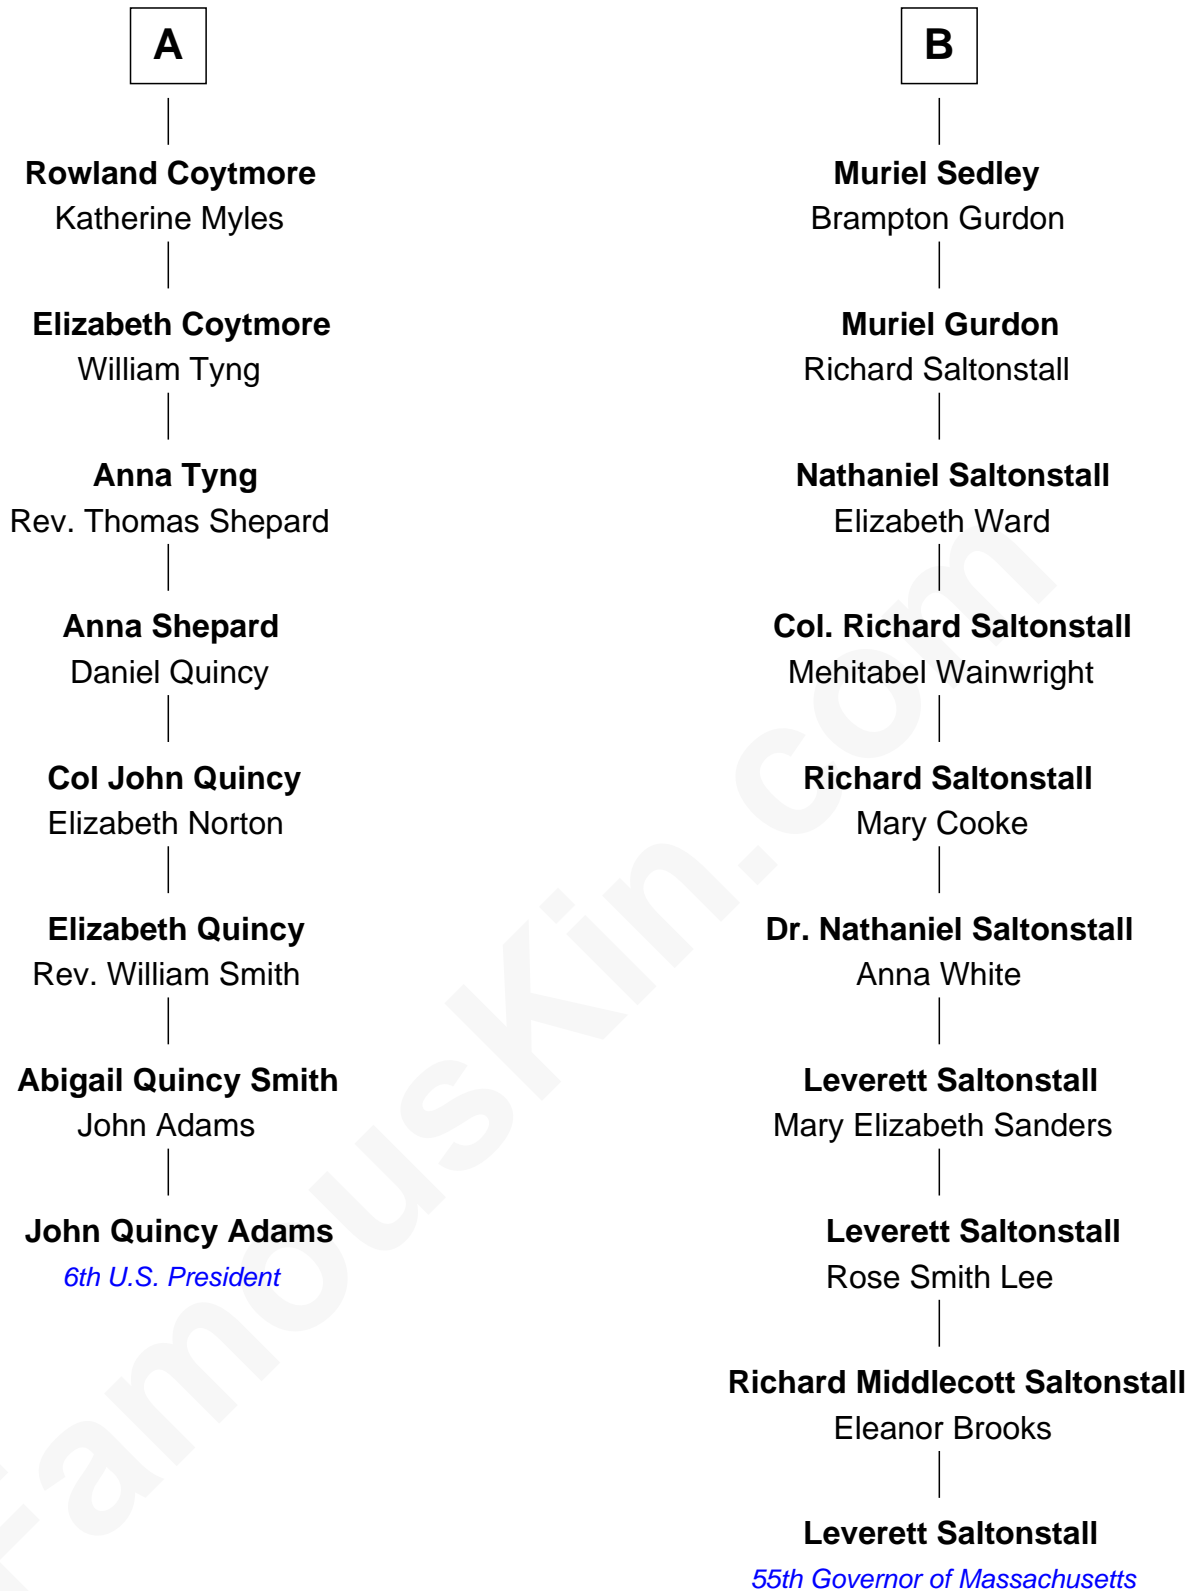 A
Rowland Coytmore
Katherine Myles
Elizabeth Coytmore
William Tyng
Anna Tyng
Rev. Thomas Shepard
Anna Shepard
Daniel Quincy
Col John Quincy
Elizabeth Norton
Elizabeth Quincy
Rev. William Smith
Abigail Quincy Smith
John Adams
John Quincy Adams
6th U.S. President
B
Muriel Sedley
Brampton Gurdon
Muriel Gurdon
Richard Saltonstall
Nathaniel Saltonstall
Elizabeth Ward
Col. Richard Saltonstall
Mehitabel Wainwright
Richard Saltonstall
Mary Cooke
Dr. Nathaniel Saltonstall
Anna White
Leverett Saltonstall
Mary Elizabeth Sanders
Leverett Saltonstall
Rose Smith Lee
Richard Middlecott Saltonstall
Eleanor Brooks
Leverett Saltonstall
55th Governor of Massachusetts
FamousKin.com